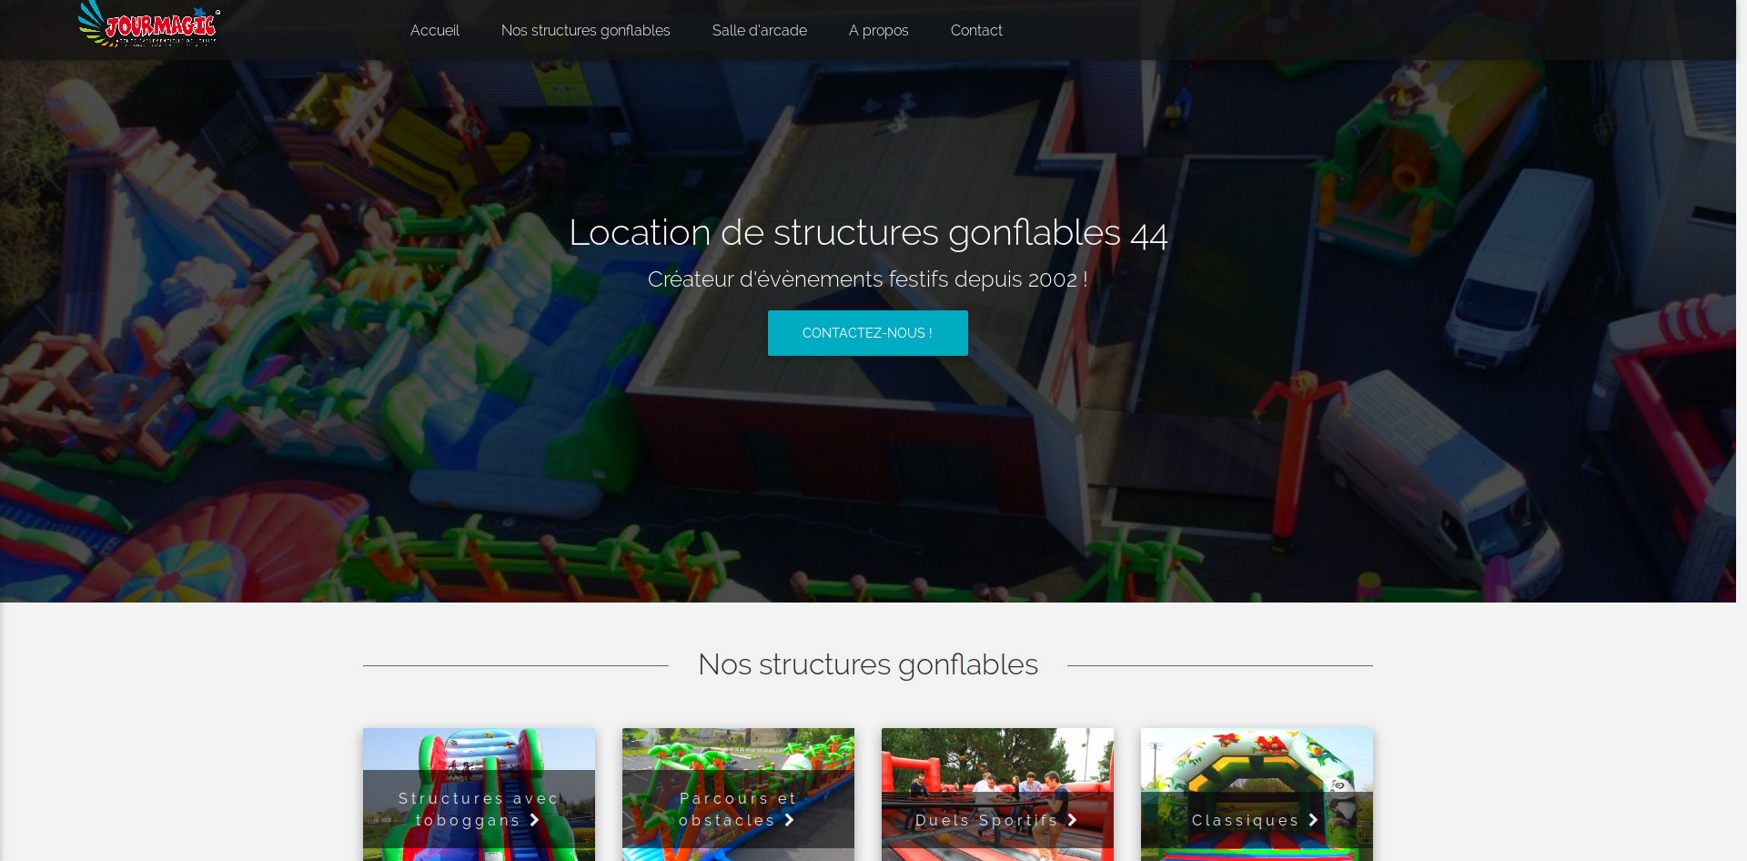 JOURMAGIC
Accueil
Nos structures gonflables
Salle d'arcade
A propos
Contact
Location de structures gonflables 44
Créateur d'évènements festifs depuis 2002 !
CONTACTEZ-NOUS !
Nos structures gonflables
Structures avec
toboggans
Parcours et
obstacles
Duels Sportifs
Classiques